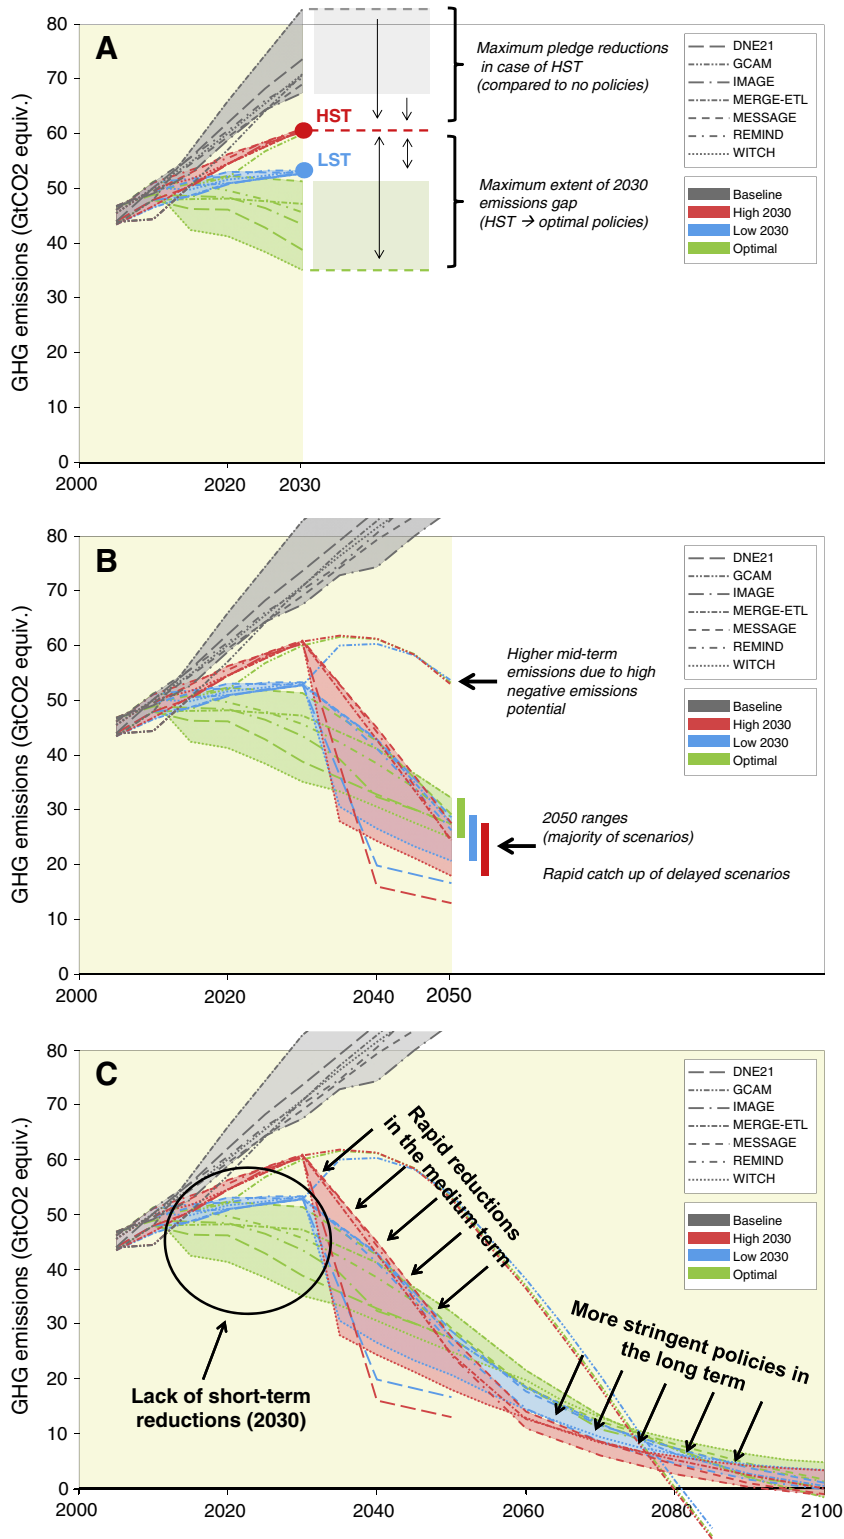 A
GHG emissions (GtCO2 equiv.)
80
70
60
50
40
30
20
10
0
2000
2020
2030
HST
LST
Maximum pledge reductions
in case of HST
(compared to no policies)
Maximum extent of 2030
emissions gap
(HST → optimal policies)
DNE21
GCAM
IMAGE
MERGE-ETL
MESSAGE
REMIND
WITCH
Baseline
High 2030
Low 2030
Optimal
B
GHG emissions (GtCO2 equiv.)
80
70
60
50
40
30
20
10
0
2000
2020
2040
2050
Higher mid-term
emissions due to high
negative emissions
potential
2050 ranges
(majority of scenarios)
Rapid catch up of delayed scenarios
DNE21
GCAM
IMAGE
MERGE-ETL
MESSAGE
REMIND
WITCH
Baseline
High 2030
Low 2030
Optimal
C
GHG emissions (GtCO2 equiv.)
80
70
60
50
40
30
20
10
0
2000
2020
2040
2060
2080
2100
Rapid reductions
in the medium term
More stringent policies in
the long term
Lack of short-term
reductions (2030)
DNE21
GCAM
IMAGE
MERGE-ETL
MESSAGE
REMIND
WITCH
Baseline
High 2030
Low 2030
Optimal